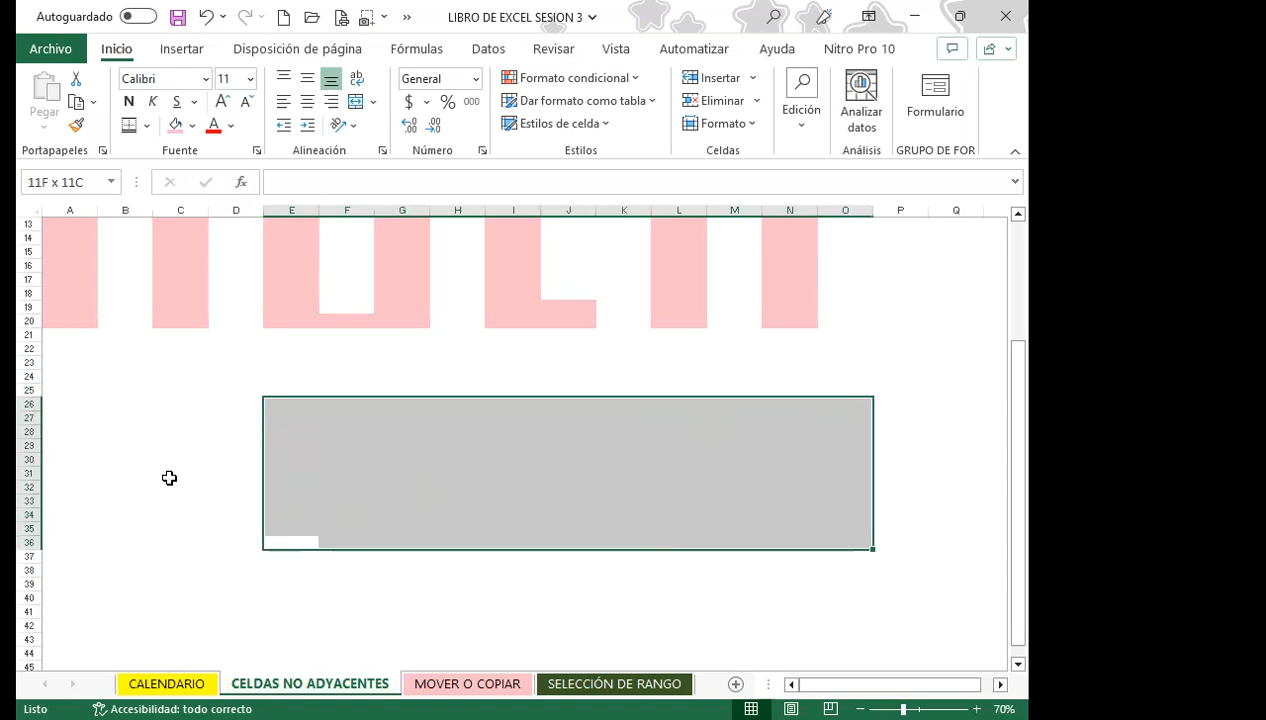 Autoguardado
LIBRO DE EXCEL SESION 3
Archivo Inicio Insertar Disposición de página Fórmulas Datos Revisar Vista Automatizar Ayuda Nitro Pro 10
Pegar
Calibri 11
N K S A A
General
$ % 000
Formato condicional
Dar formato como tabla
Estilos de celda
Insertar
Eliminar
Formato
Edición
Analizar datos
Formulario
Portapapeles Fuente Alineación Número Estilos Celdas Análisis GRUPO DE FOR
11F x 11C fx
A B C D E F G H I J K L M N O P Q
13
14
15
16
17
18
19
20
21
22
23
24
25
26
27
28
29
30
31
32
33
34
35
36
37
38
39
40
41
42
43
44
45
CALENDARIO CELDAS NO ADYACENTES MOVER O COPIAR SELECCIÓN DE RANGO
Listo Accesibilidad: todo correcto 70%